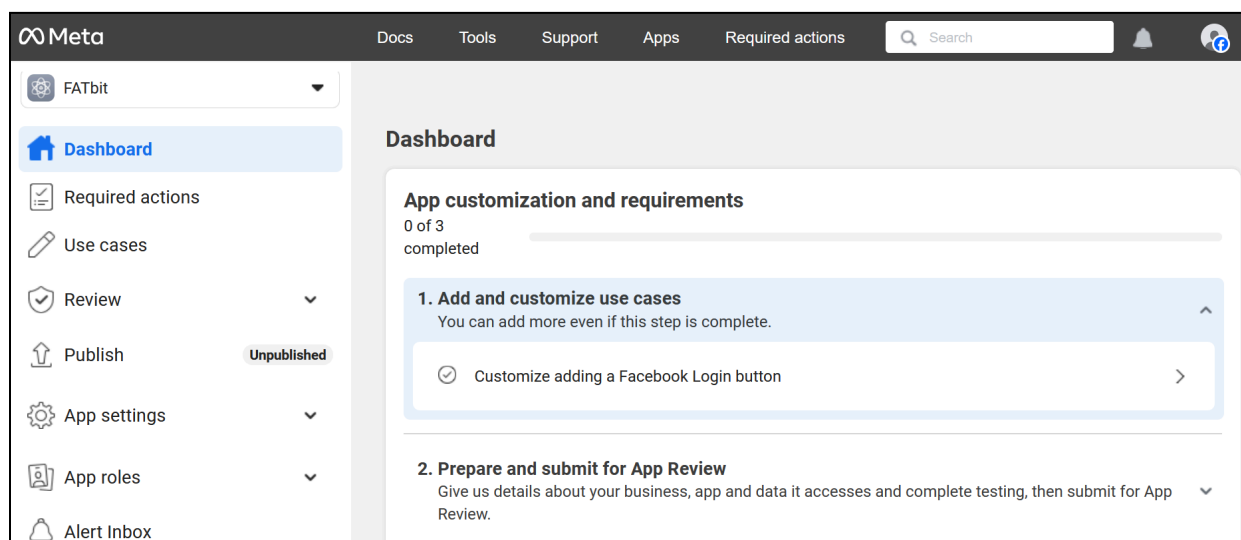 Meta
Docs Tools Support Apps Required actions Search
FATbit
Dashboard
Required actions
Use cases
Review
Publish Unpublished
App settings
App roles
Alert Inbox
Dashboard
App customization and requirements
0 of 3
completed
1. Add and customize use cases
You can add more even if this step is complete.
Customize adding a Facebook Login button
2. Prepare and submit for App Review
Give us details about your business, app and data it accesses and complete testing, then submit for App
Review.